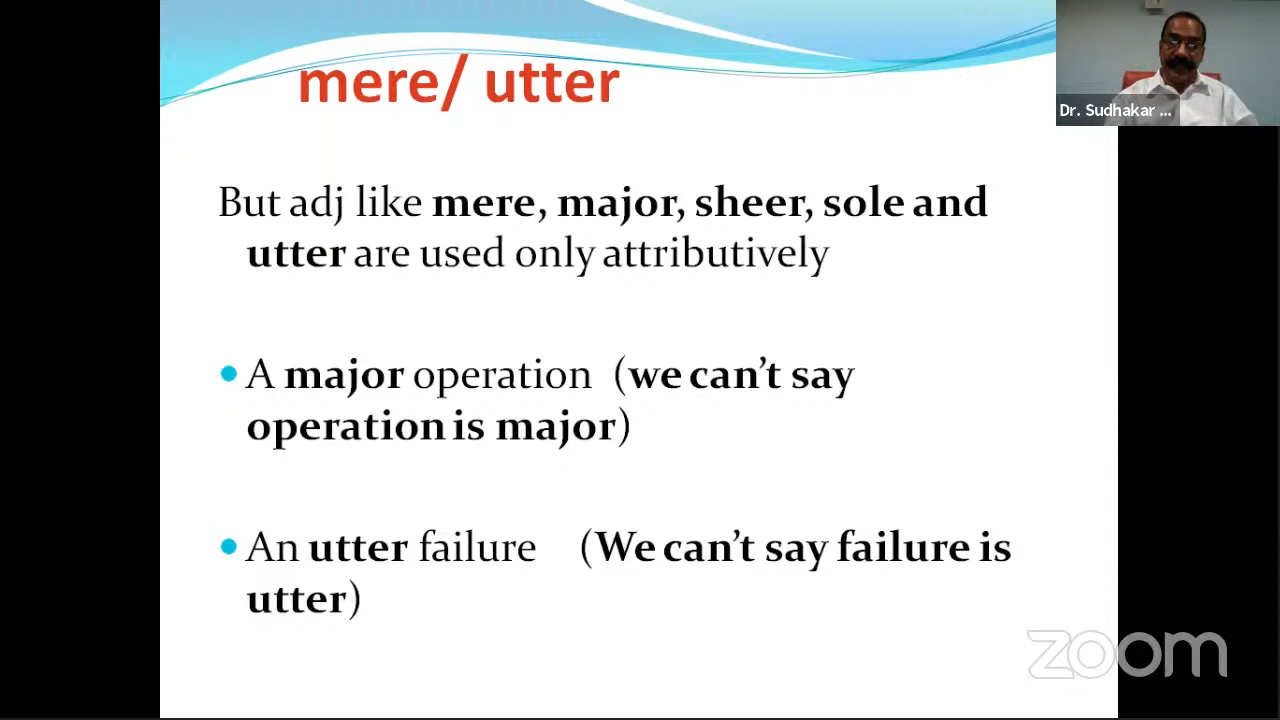 mere/ utter
Dr. Sudhakar ...
But adj like mere, major, sheer, sole and
utter are used only attributively
A major operation (we can't say
operation is major)
An utter failure (We can't say failure is
utter)
zoom